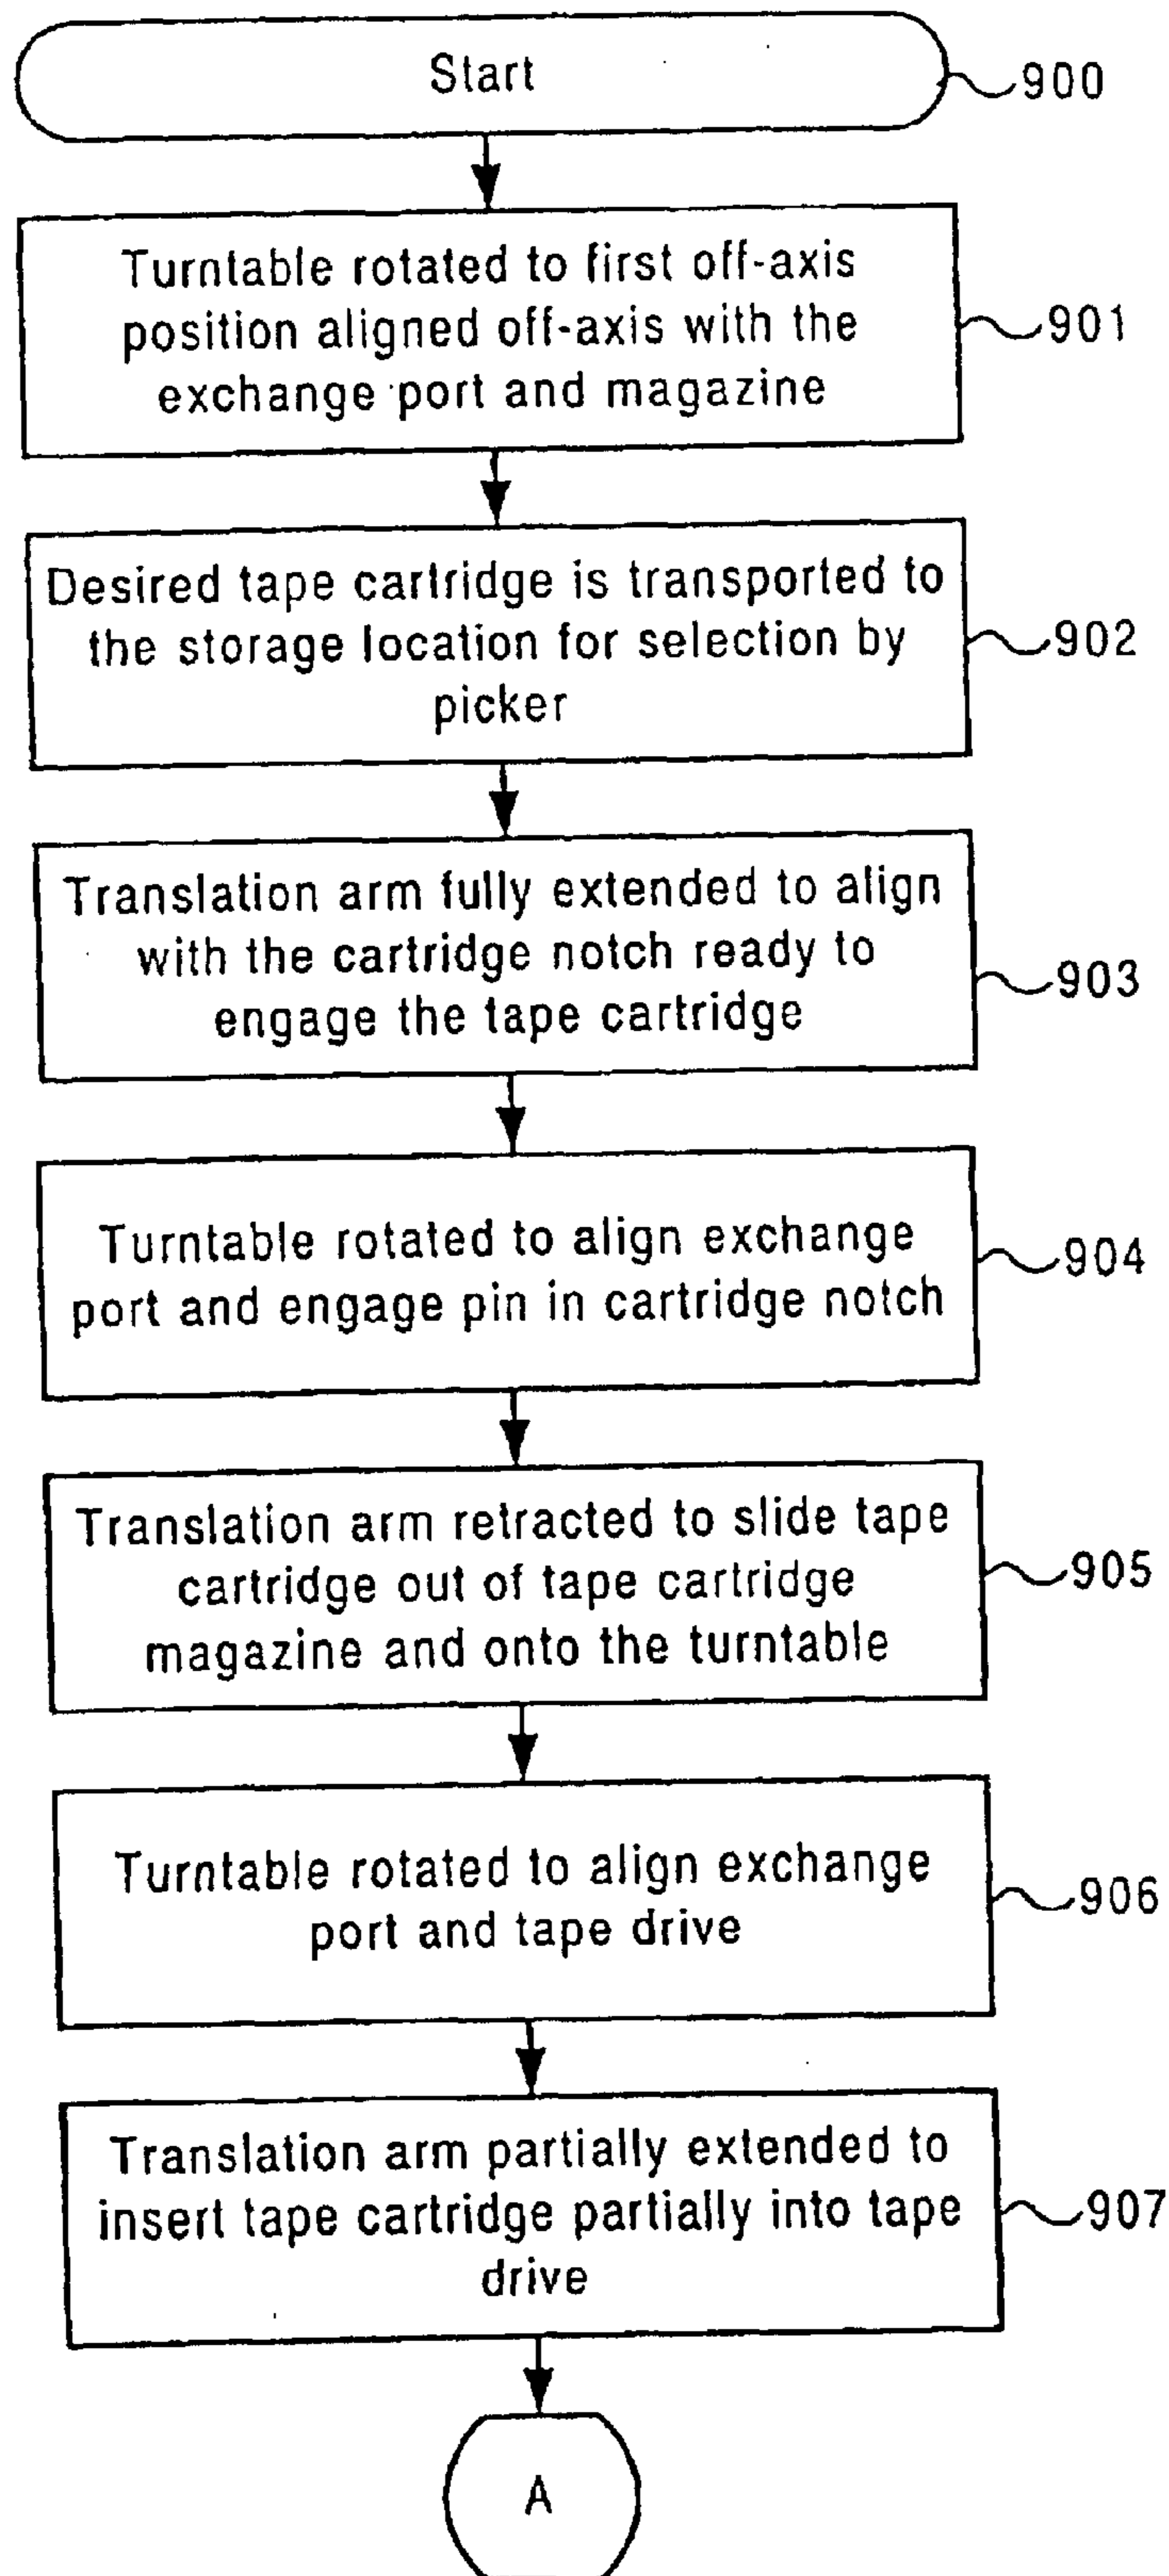 Start
900
Turntable rotated to first off-axis
position aligned off-axis with the
exchange port and magazine
901
Desired tape cartridge is transported to
the storage location for selection by
picker
902
Translation arm fully extended to align
with the cartridge notch ready to
engage the tape cartridge
903
Turntable rotated to align exchange
port and engage pin in cartridge notch
904
Translation arm retracted to slide tape
cartridge out of tape cartridge
magazine and onto the turntable
905
Turntable rotated to align exchange
port and tape drive
906
Translation arm partially extended to
insert tape cartridge partially into tape
drive
907
A